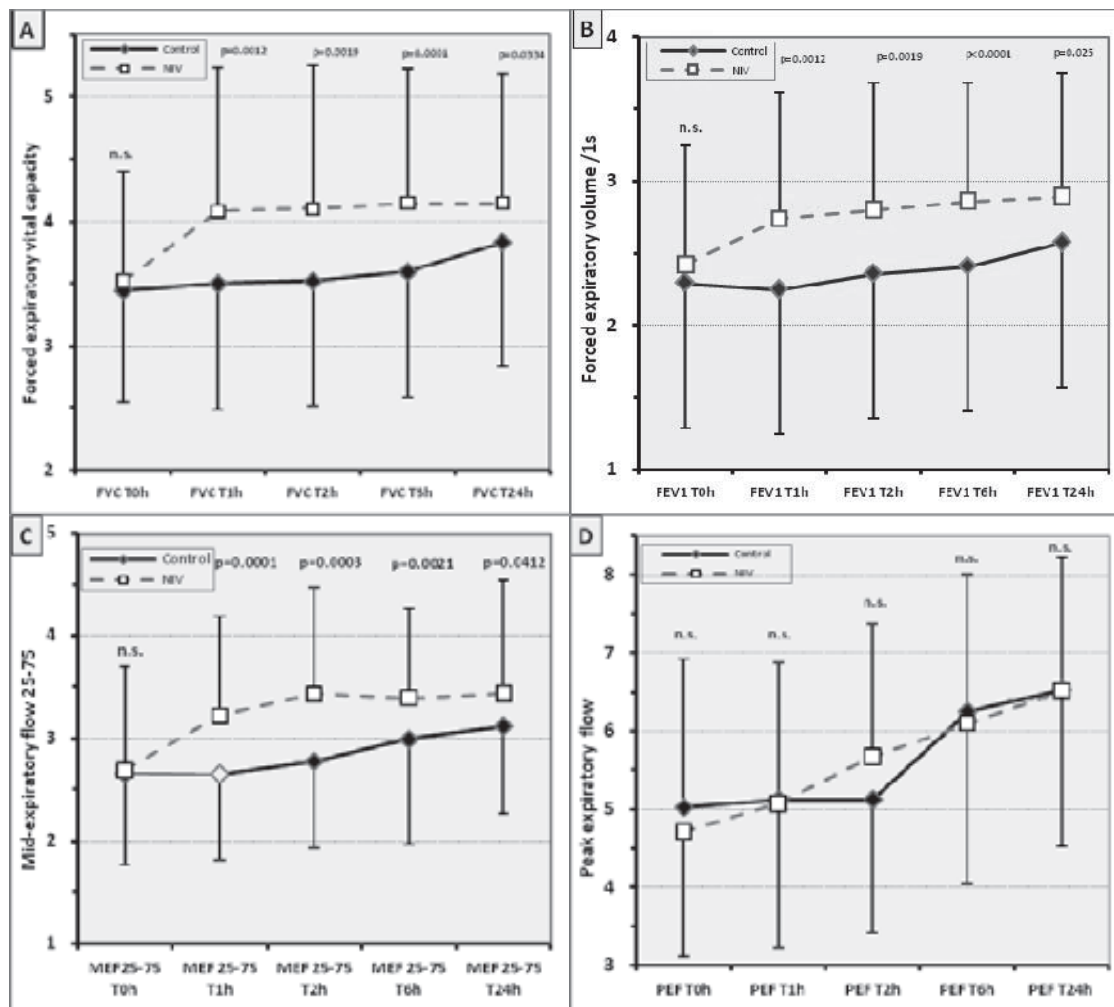 A
Control
NIV
p=0.0012
p=0.0019
p=0.0001
p=0.0334
n.s.
5
4
3
2
Forced expiratory vital capacity
FVC T0h
FVC T1h
FVC T2h
FVC T24h
B
Control
NIV
p=0.0012
p=0.0019
p<0.0001
p=0.025
n.s.
4
3
2
1
Forced expiratory volume /1s
FEV1 T0h
FEV1 T1h
FEV1 T2h
FEV1 T6h
FEV1 T24h
C
Control
NIV
p=0.0001
p=0.0003
p=0.0021
p=0.0412
n.s.
5
4
3
2
1
Mid-expiratory flow 25-75
MEF 25-75 MEF 25-75 MEF 25-75 MEF 25-75 MEF 25-75
T0h T1h T2h T6h T24h
D
Control
NIV
n.s.
n.s.
n.s.
n.s.
n.s.
8
7
6
5
4
3
Peak expiratory flow
PEF T0h
PEF T1h
PEF T2h
PEF T6h
PEF T24h